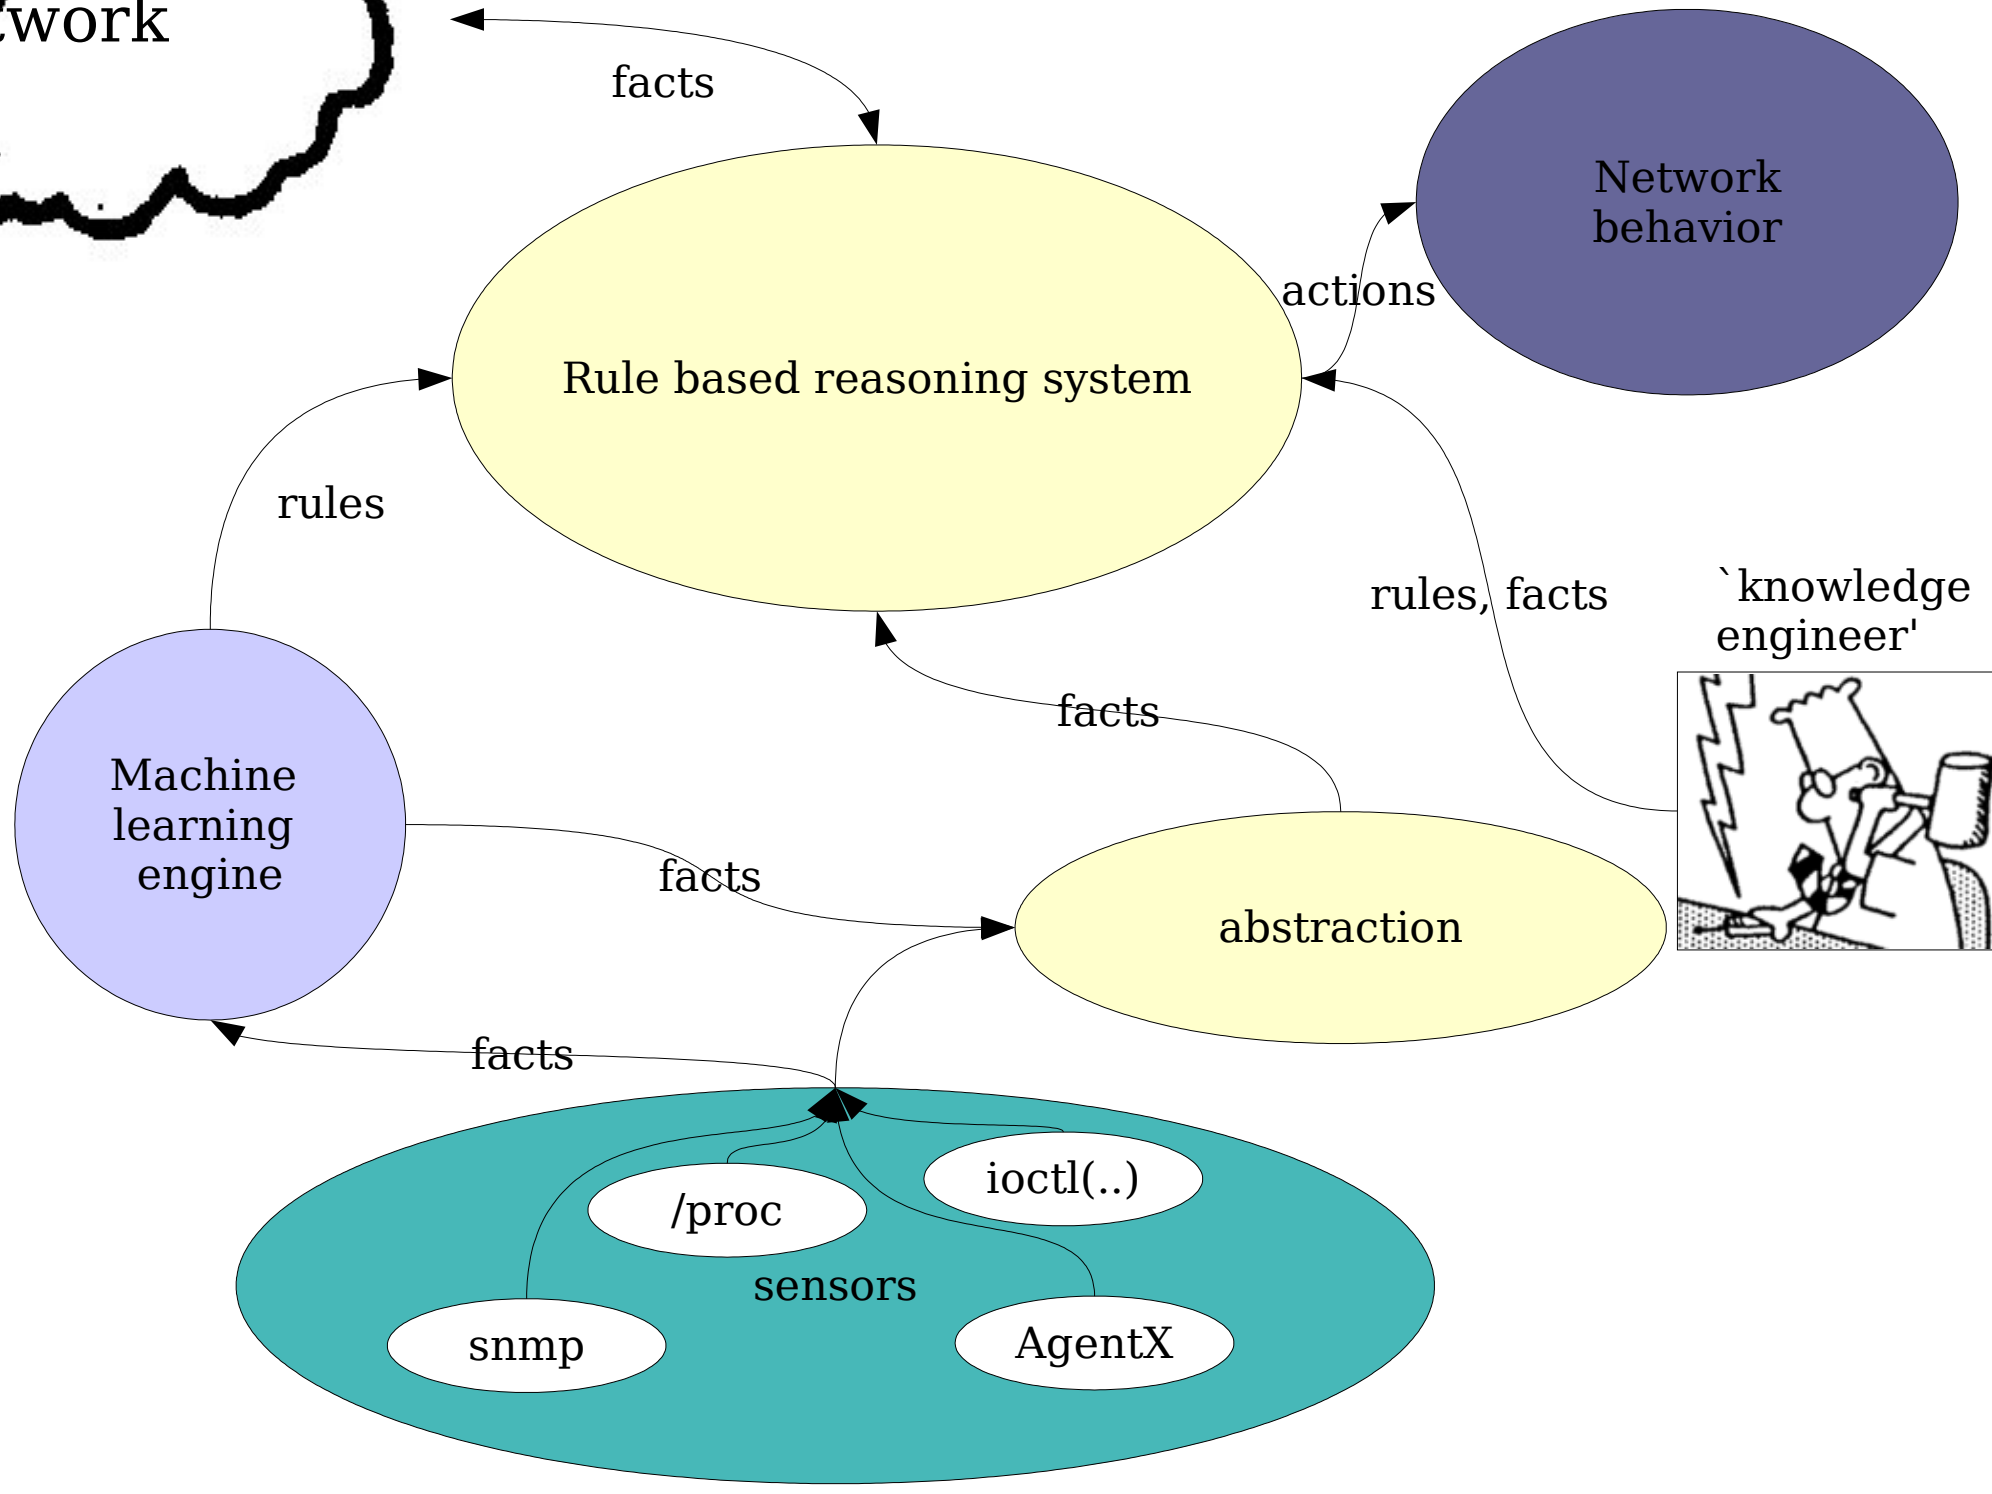 twork
facts
Network
behavior
actions
Rule based reasoning system
rules
rules, facts
`knowledge
engineer'
facts
Machine
learning
engine
facts
abstraction
facts
ioctl(..)
/proc
sensors
snmp
AgentX